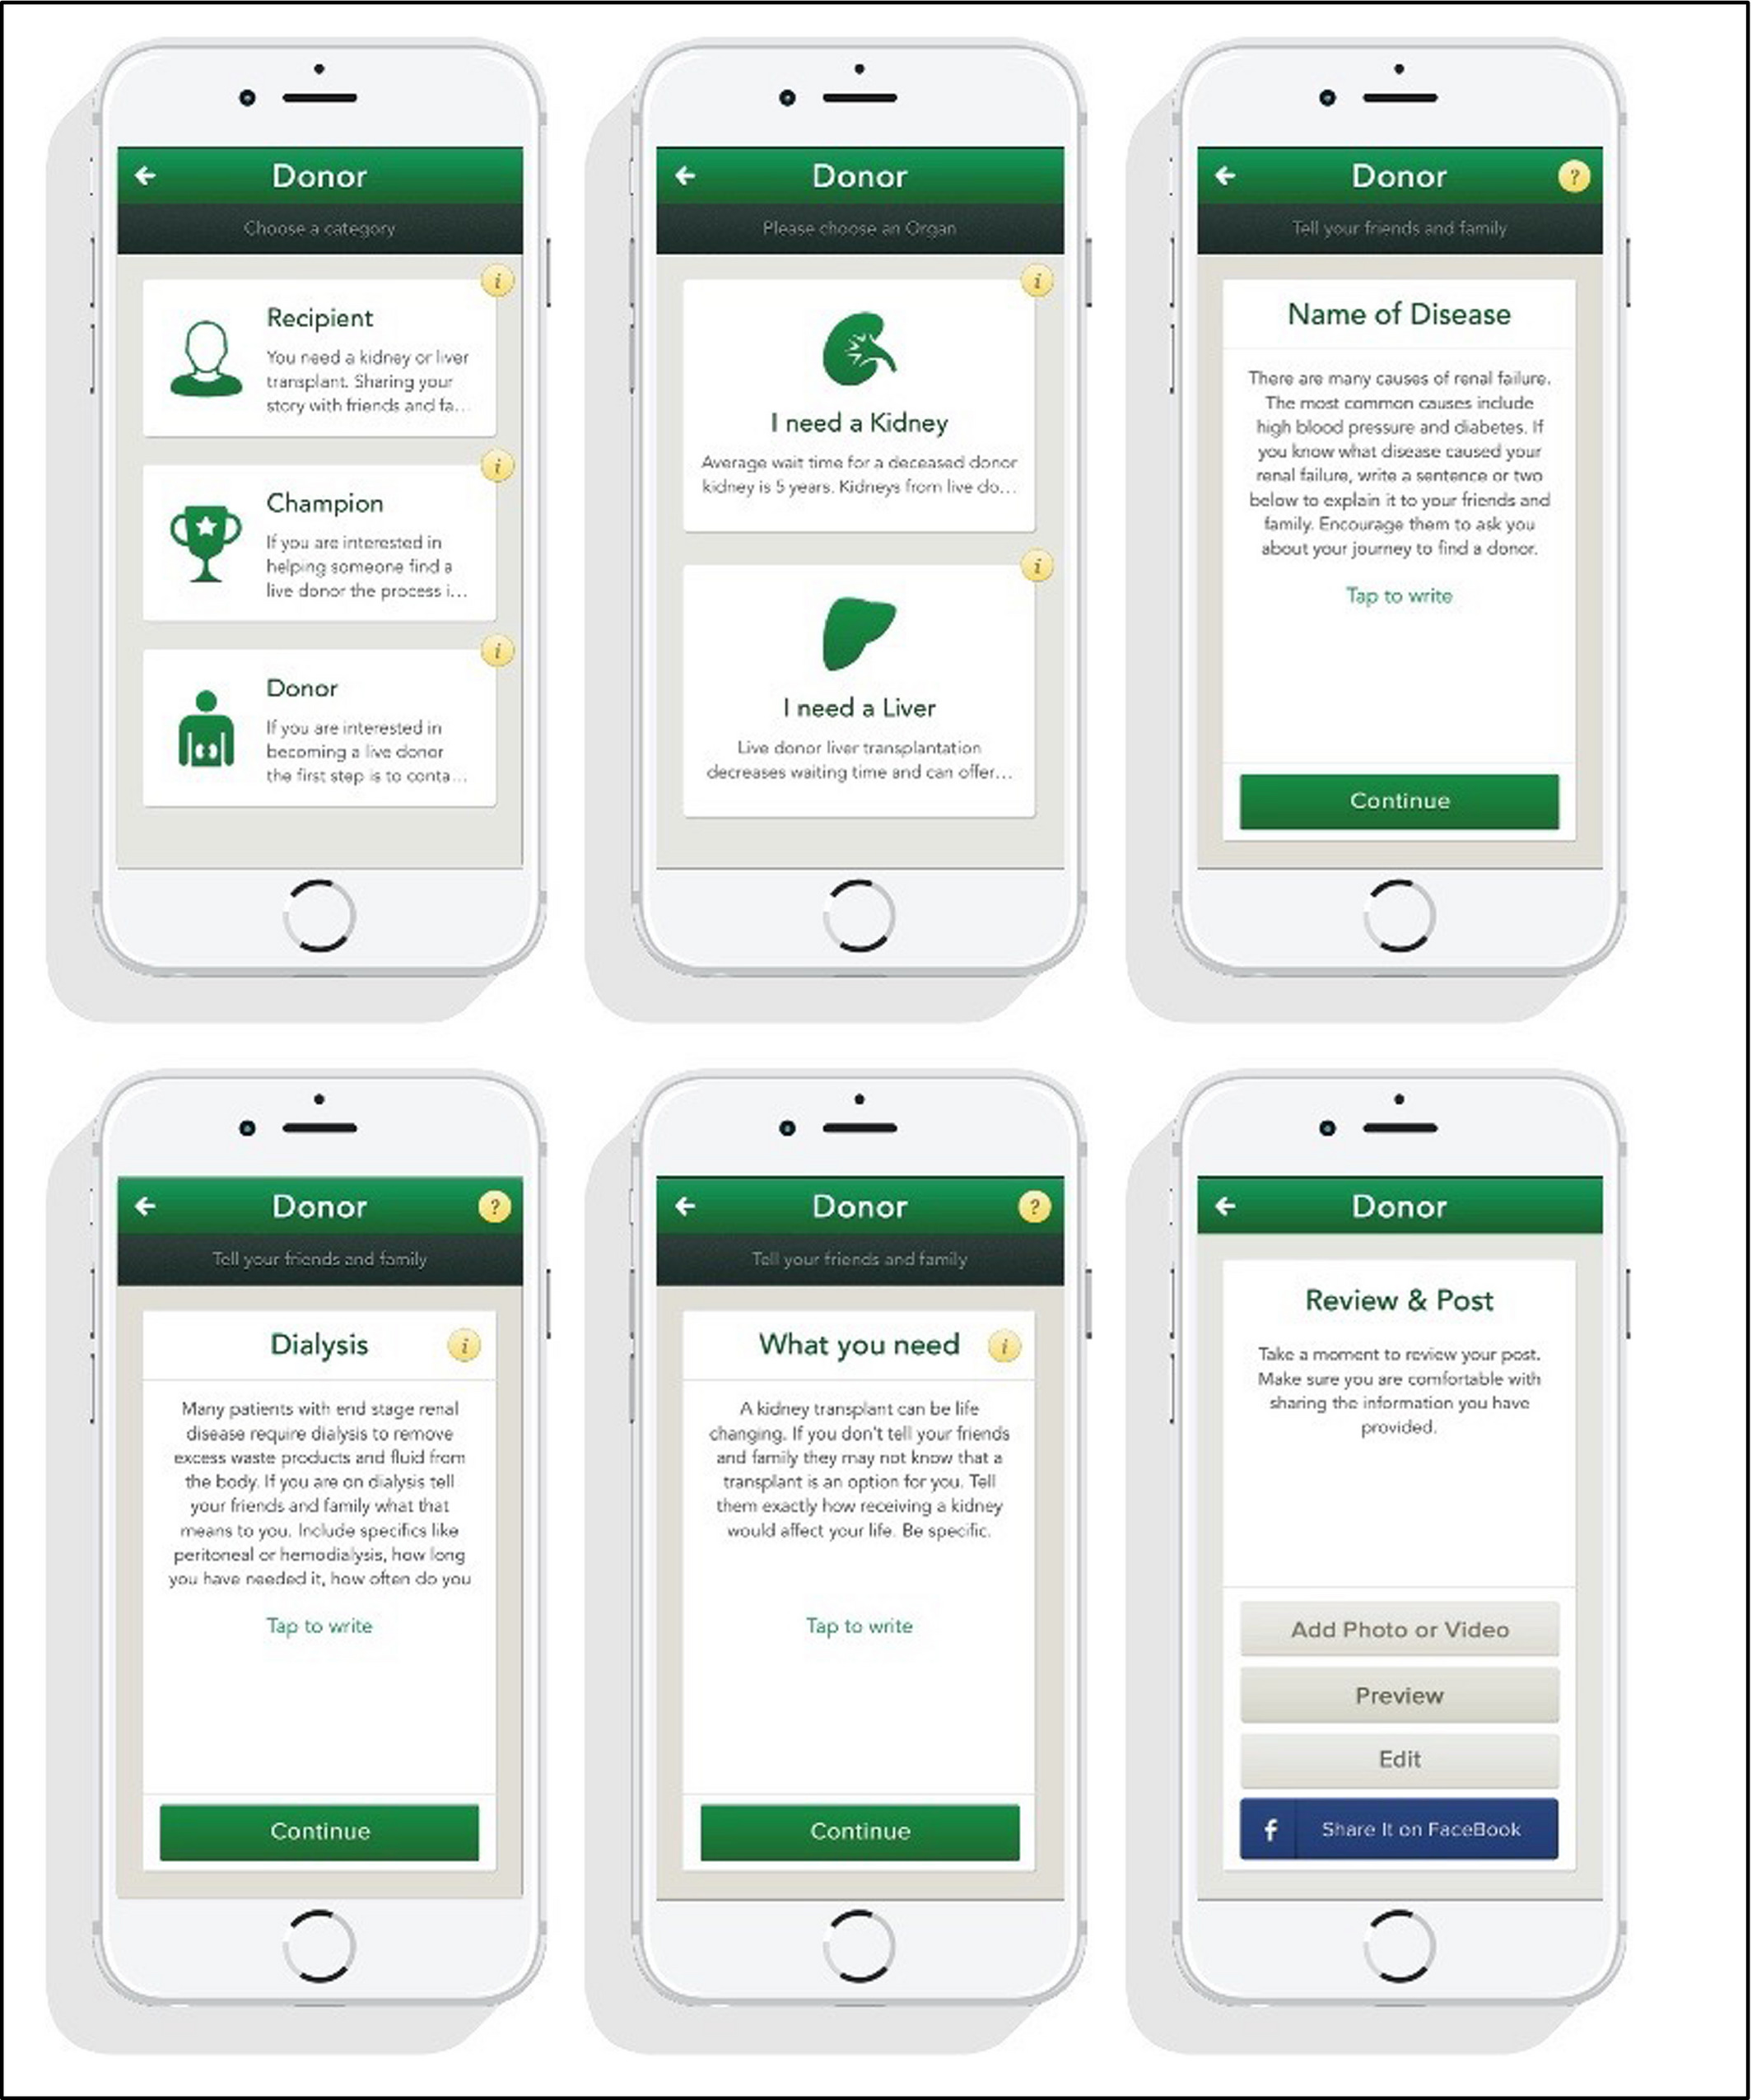 Donor
Choose a category
Recipient
You need a kidney or liver
transplant. Sharing your
story with friends and fa...
Champion
If you are interested in
helping someone find a
live donor the process i...
Donor
If you are interested in
becoming a live donor
the first step is to conta...
Donor
Please choose an Organ
I need a Kidney
Average wait time for a deceased donor
kidney is 5 years. Kidneys from live do...
I need a Liver
Live donor liver transplantation
decreases waiting time and can offer...
Donor ?
Tell your friends and family
Name of Disease
There are many causes of renal failure.
The most common causes include
high blood pressure and diabetes. If
you know what disease caused your
renal failure, write a sentence or two
below to explain it to your friends and
family. Encourage them to ask you
about your journey to find a donor.
Tap to write
Continue
Donor ?
Tell your friends and family
Dialysis i
Many patients with end stage renal
disease require dialysis to remove
excess waste products and fluid from
the body. If you are on dialysis tell
your friends and family what that
means to you. Include specifics like
peritoneal or hemodialysis, how long
you have needed it, how often do you
Tap to write
Continue
Donor ?
Tell your friends and family
What you need i
A kidney transplant can be life
changing. If you don't tell your friends
and family they may not know that a
transplant is an option for you. Tell
them exactly how receiving a kidney
would affect your life. Be specific.
Tap to write
Continue
Donor
Review & Post
Take a moment to review your post.
Make sure you are comfortable with
sharing the information you have
provided.
Add Photo or Video
Preview
Edit
f Share It on FaceBook